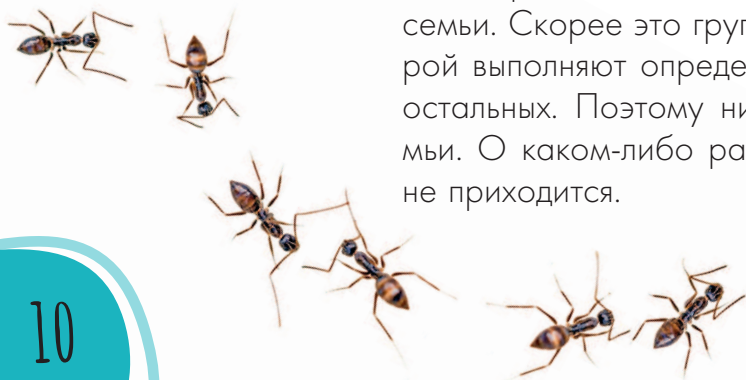 семьи. Скорее это груп
рой выполняют опреде
остальных. Поэтому ни
мьи. О каком-либо ра
не приходится.
10